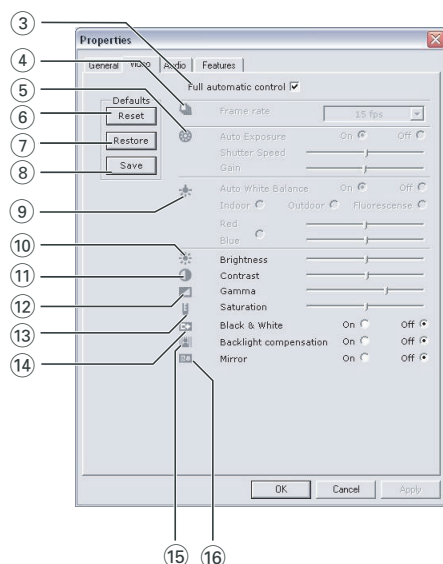 3
Properties
4
General Video Audio Features
5
Full automatic control
Defaults
6
Reset
Frame rate 15 fps
7
Restore
Auto Exposure On Off
Shutter Speed
8
Save
Gain
9
Auto White Balance On Off
Indoor Outdoor Fluorescense
Red
Blue
10
Brightness
11
Contrast
12
Gamma
13
Saturation
14
Black & White On Off
Backlight compensation On Off
Mirror On Off
OK Cancel Apply
15 16